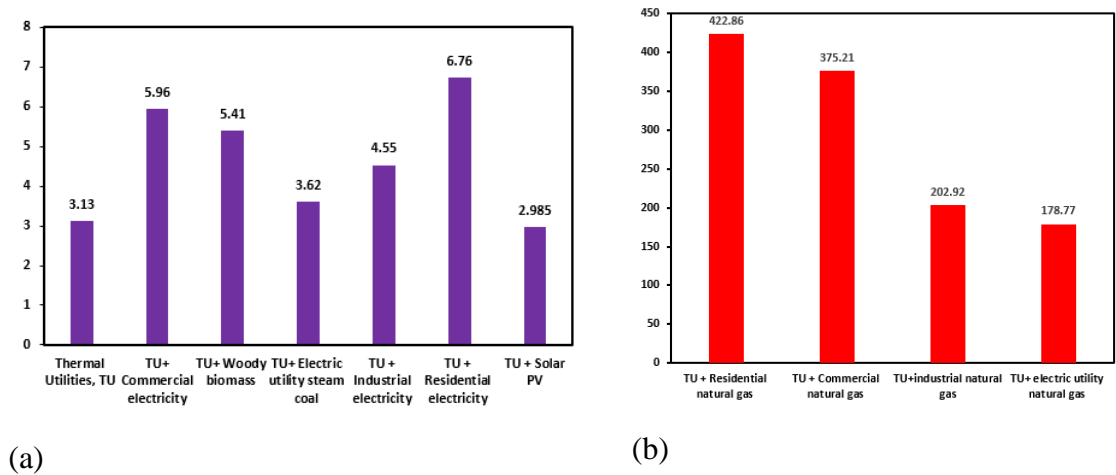 8
7
6
5
4
3
2
1
0
3.13
5.96
5.41
3.62
4.55
6.76
2.985
Thermal
Utilities, TU
TU+
Commercial
electricity
TU+ Woody
biomass
TU+ Electric
utility steam
coal
TU +
Industrial
electricity
TU +
Residential
electricity
TU + Solar
PV
(a)
450
400
350
300
250
200
150
100
50
0
422.86
375.21
202.92
178.77
TU + Residential
natural gas
TU + Commercial
natural gas
TU+industrial natural
gas
TU+ electric utility
natural gas
(b)